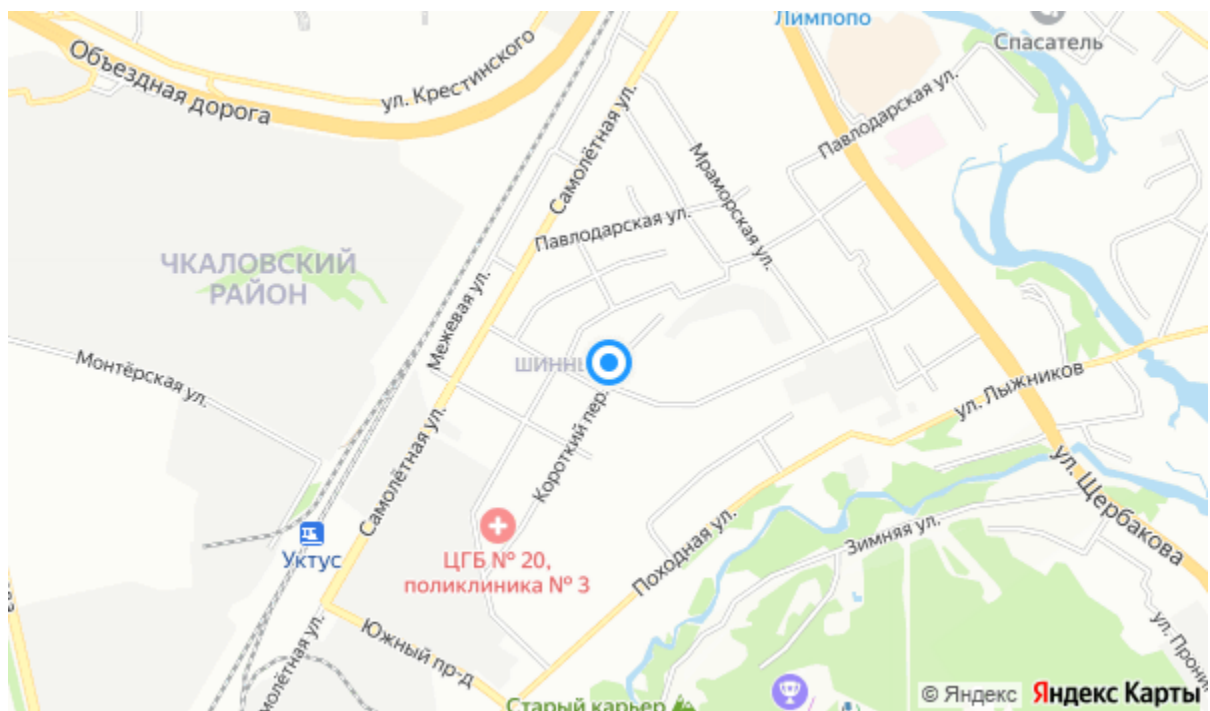 Лимпопо
Спасатель
ул. Крестинского
Объездная дорога
Самолётная ул.
Павлодарская ул.
Мраморская ул.
Павлодарская ул.
ЧКАЛОВСКИЙ
РАЙОН
Межевая ул.
Монтёрская ул.
ул. Лыжников
Короткий пер.
Самолётная ул.
ул. Щербакова
Уктус
ЦГБ № 20,
поликлиника № 3
Походная ул.
Зимняя ул.
Южный пр-д
Старый карьер
© Яндекс
Яндекс Карты